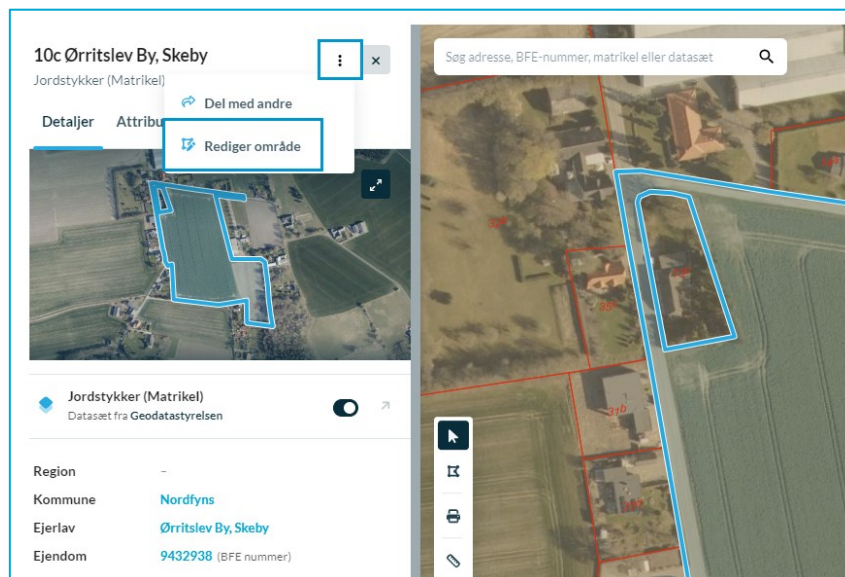 10c Ørritslev By, Skeby
Jordstykker (Matrikel)
Del med andre
Rediger område
Detaljer Attribu
Jordstykker (Matrikel)
Datasæt fra Geodatastyrelsen
Region –
Kommune Nordfyns
Ejerlav Ørritslev By, Skeby
Ejendom 9432938 (BFE nummer)
Søg adresse, BFE-nummer, matrikel eller datasæt
31b